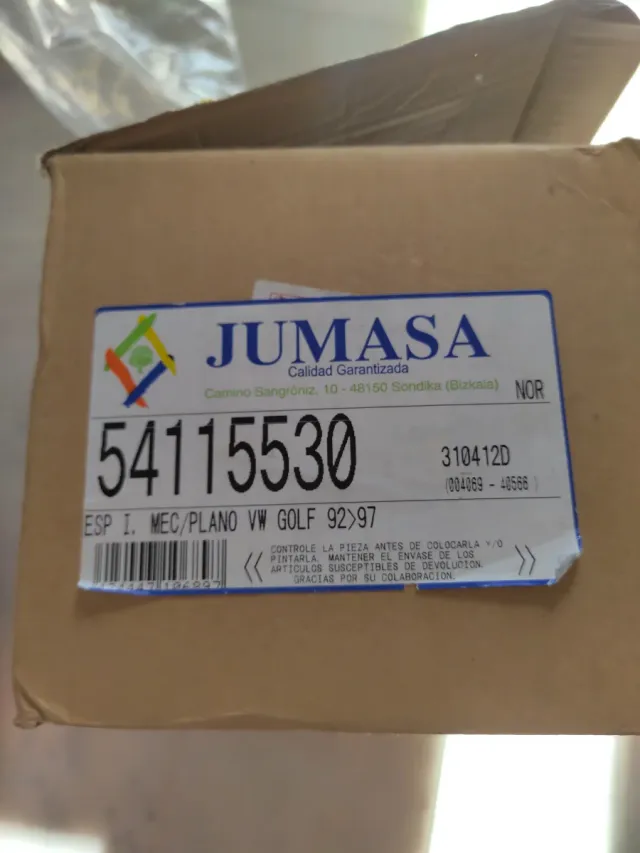 JUMASA
Calidad Garantizada
Camino Sangróniz, 10 - 48150 Sondika (Bizkaia)
NOR
54115530
310412D
(004069 - 40566 )
ESP I. MEC/PLANO VW GOLF 92>97
CONTROLE LA PIEZA ANTES DE COLOCARLA Y/O
PINTARLA. MANTENER EL ENVASE DE LOS
ARTICULOS SUSCEPTIBLES DE DEVOLUCION.
GRACIAS POR SU COLABORACION.